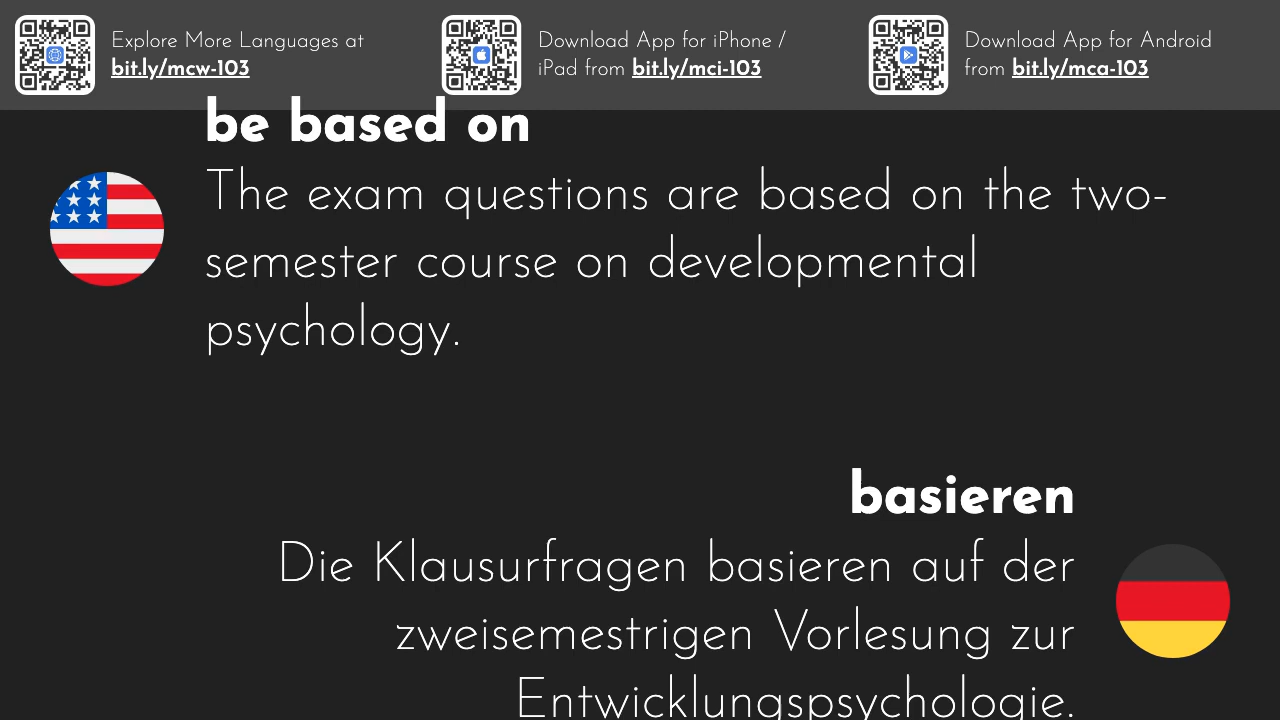 Explore More Languages at
bit.ly/mcw-103
Download App for iPhone /
iPad from bit.ly/mci-103
Download App for Android
from bit.ly/mca-103
be based on
The exam questions are based on the two-
semester course on developmental
psychology.
basieren
Die Klausurfragen basieren auf der
zweisemestrigen Vorlesung zur
Entwicklungspsychologie.